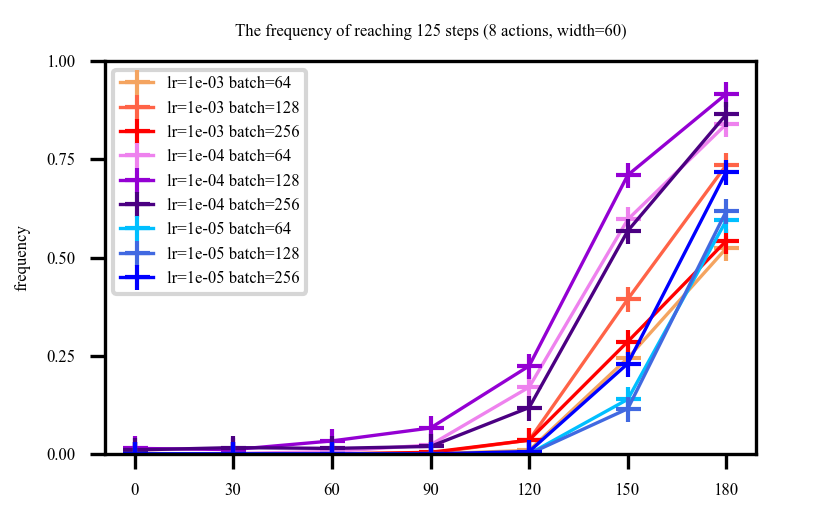 The frequency of reaching 125 steps (8 actions, width=60)
1.00
0.75
0.50
0.25
0.00
frequency
lr=1e-03 batch=64
lr=1e-03 batch=128
lr=1e-03 batch=256
lr=1e-04 batch=64
lr=1e-04 batch=128
lr=1e-04 batch=256
lr=1e-05 batch=64
lr=1e-05 batch=128
lr=1e-05 batch=256
0 30 60 90 120 150 180